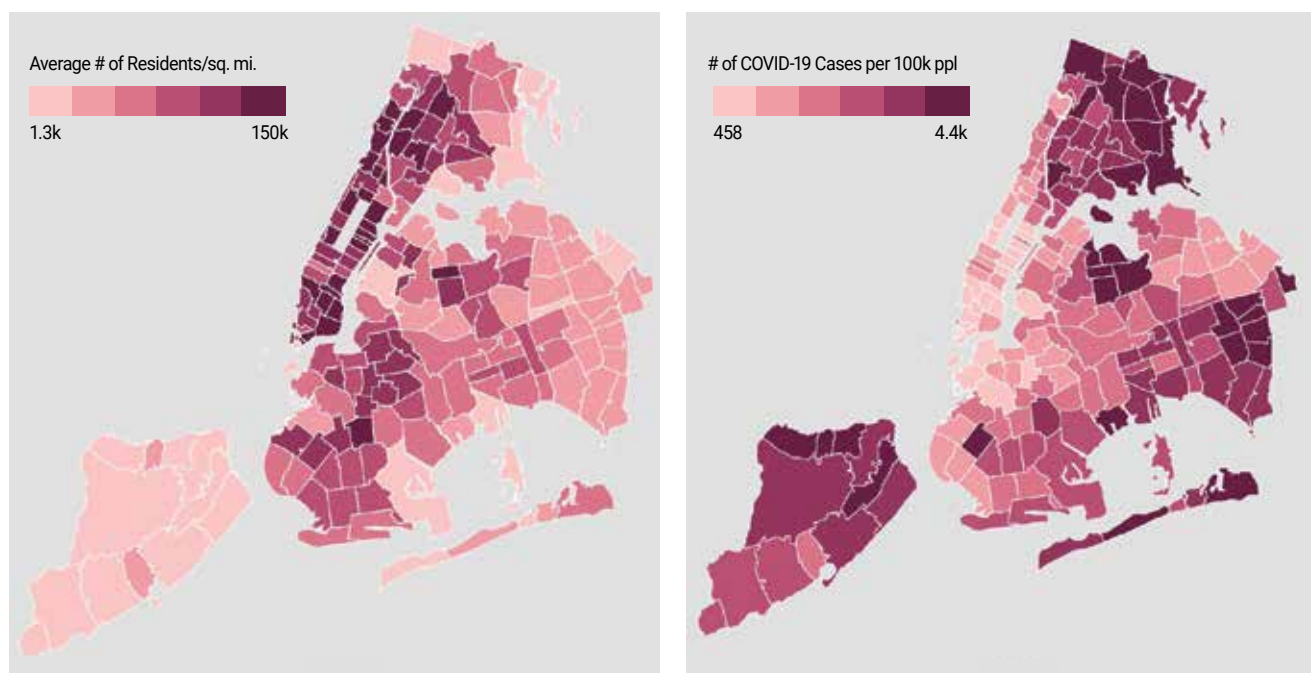 Average # of Residents/sq. mi.
1.3k 150k
# of COVID-19 Cases per 100k ppl
458 4.4k